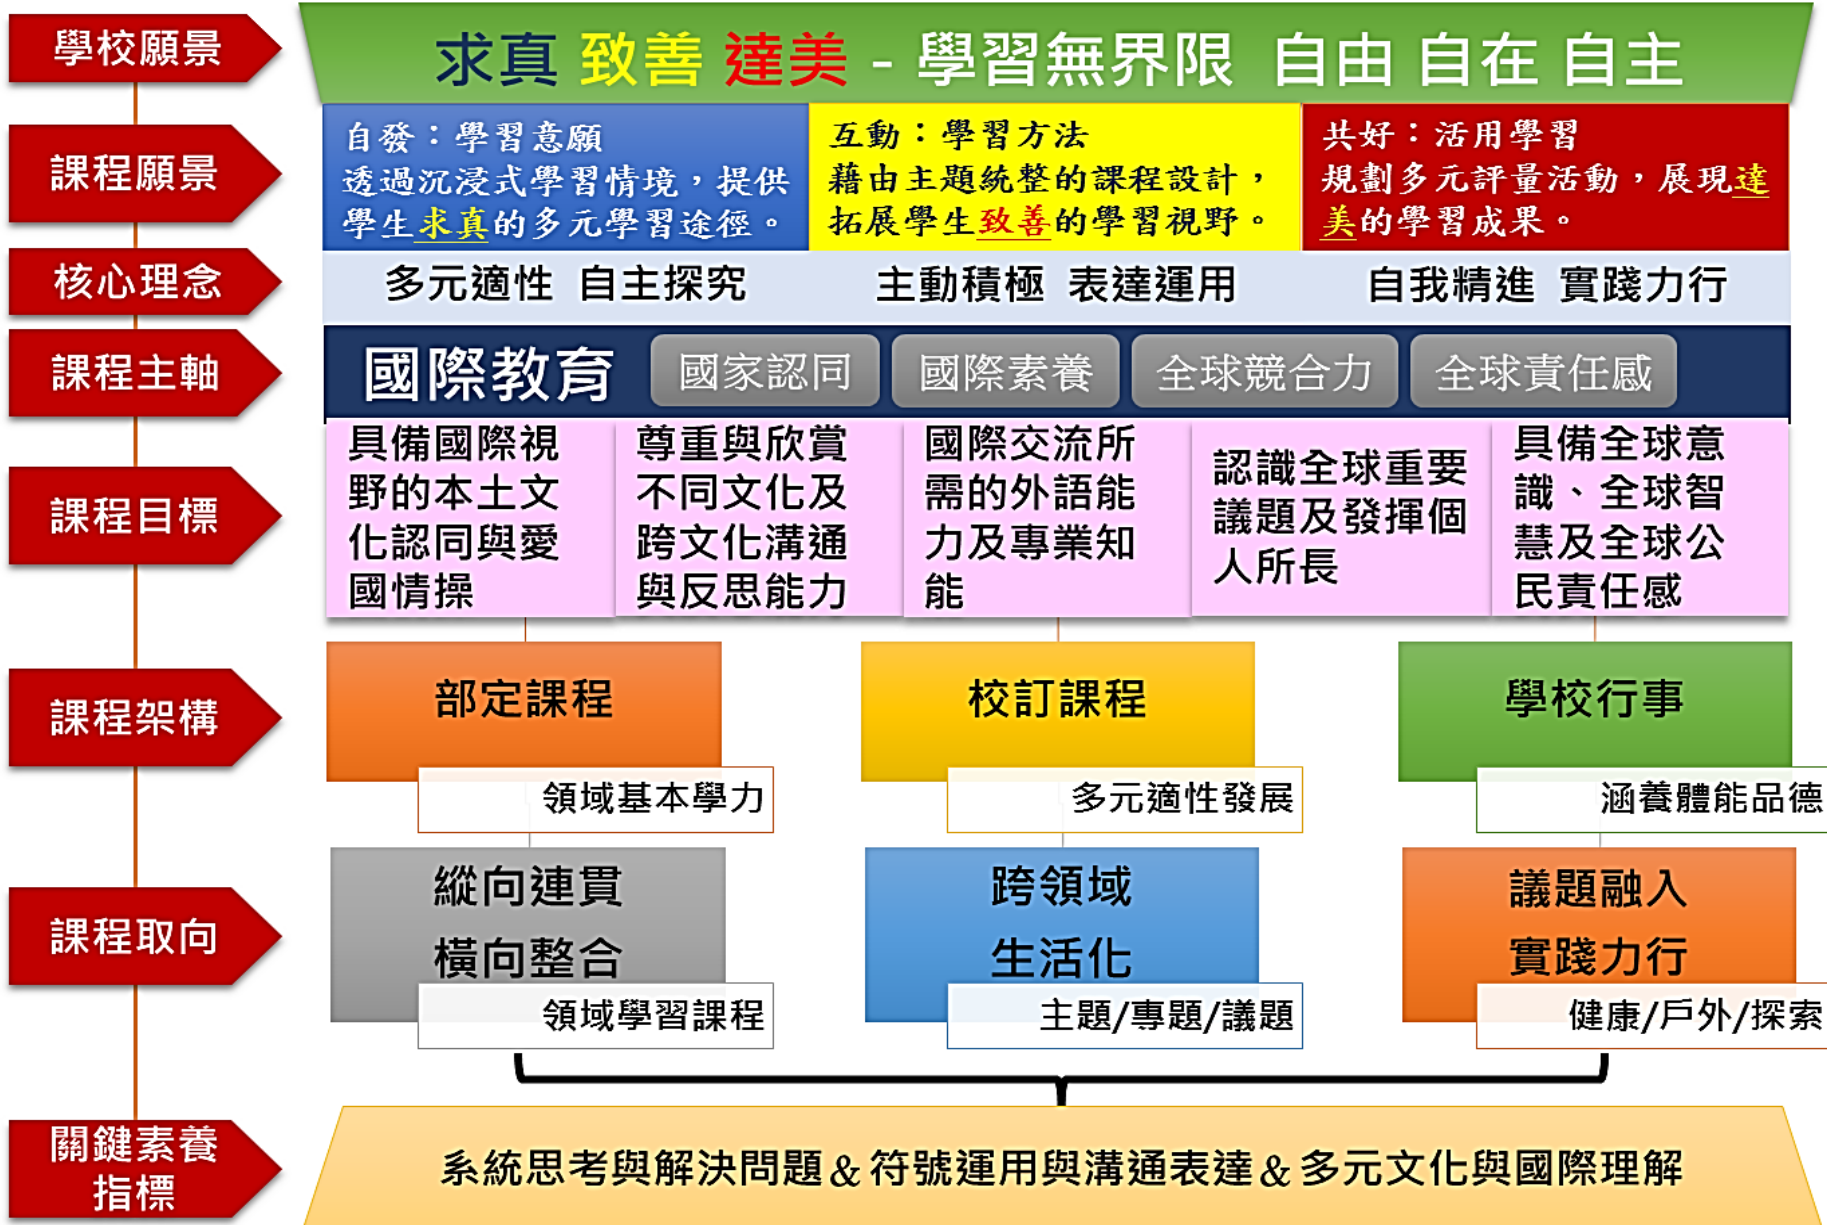 學校願景
求真 致善 達美 - 學習無界限 自由 自在 自主
課程願景
自發：學習意願
透過沉浸式學習情境，提供
學生求真的多元學習途徑。
互動：學習方法
藉由主題統整的課程設計，
拓展學生致善的學習視野。
共好：活用學習
規劃多元評量活動，展現達
美的學習成果。
核心理念
多元適性 自主探究
主動積極 表達運用
自我精進 實踐力行
課程主軸
國際教育
國家認同
國際素養
全球競合力
全球責任感
課程目標
具備國際視
野的本土文
化認同與愛
國情操
尊重與欣賞
不同文化及
跨文化溝通
與反思能力
國際交流所
需的外語能
力及專業知
能
認識全球重要
議題及發揮個
人所長
具備全球意
識、全球智
慧及全球公
民責任感
課程架構
部定課程
領域基本學力
校訂課程
多元適性發展
學校行事
涵養體能品德
課程取向
縱向連貫
橫向整合
領域學習課程
跨領域
生活化
主題/專題/議題
議題融入
實踐力行
健康/戶外/探索
關鍵素養
指標
系統思考與解決問題＆符號運用與溝通表達＆多元文化與國際理解